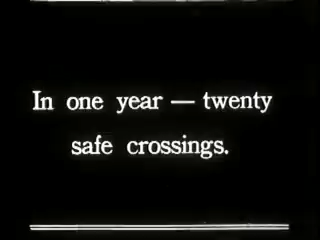 In one year — twenty
safe crossings.